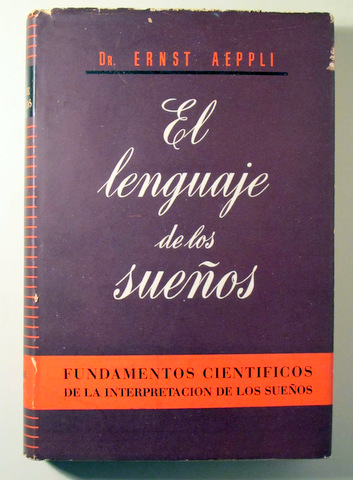 DR. ERNST AEPPLI
El
lenguaje
de los
sueños
FUNDAMENTOS CIENTIFICOS
DE LA INTERPRETACION DE LOS SUEÑOS